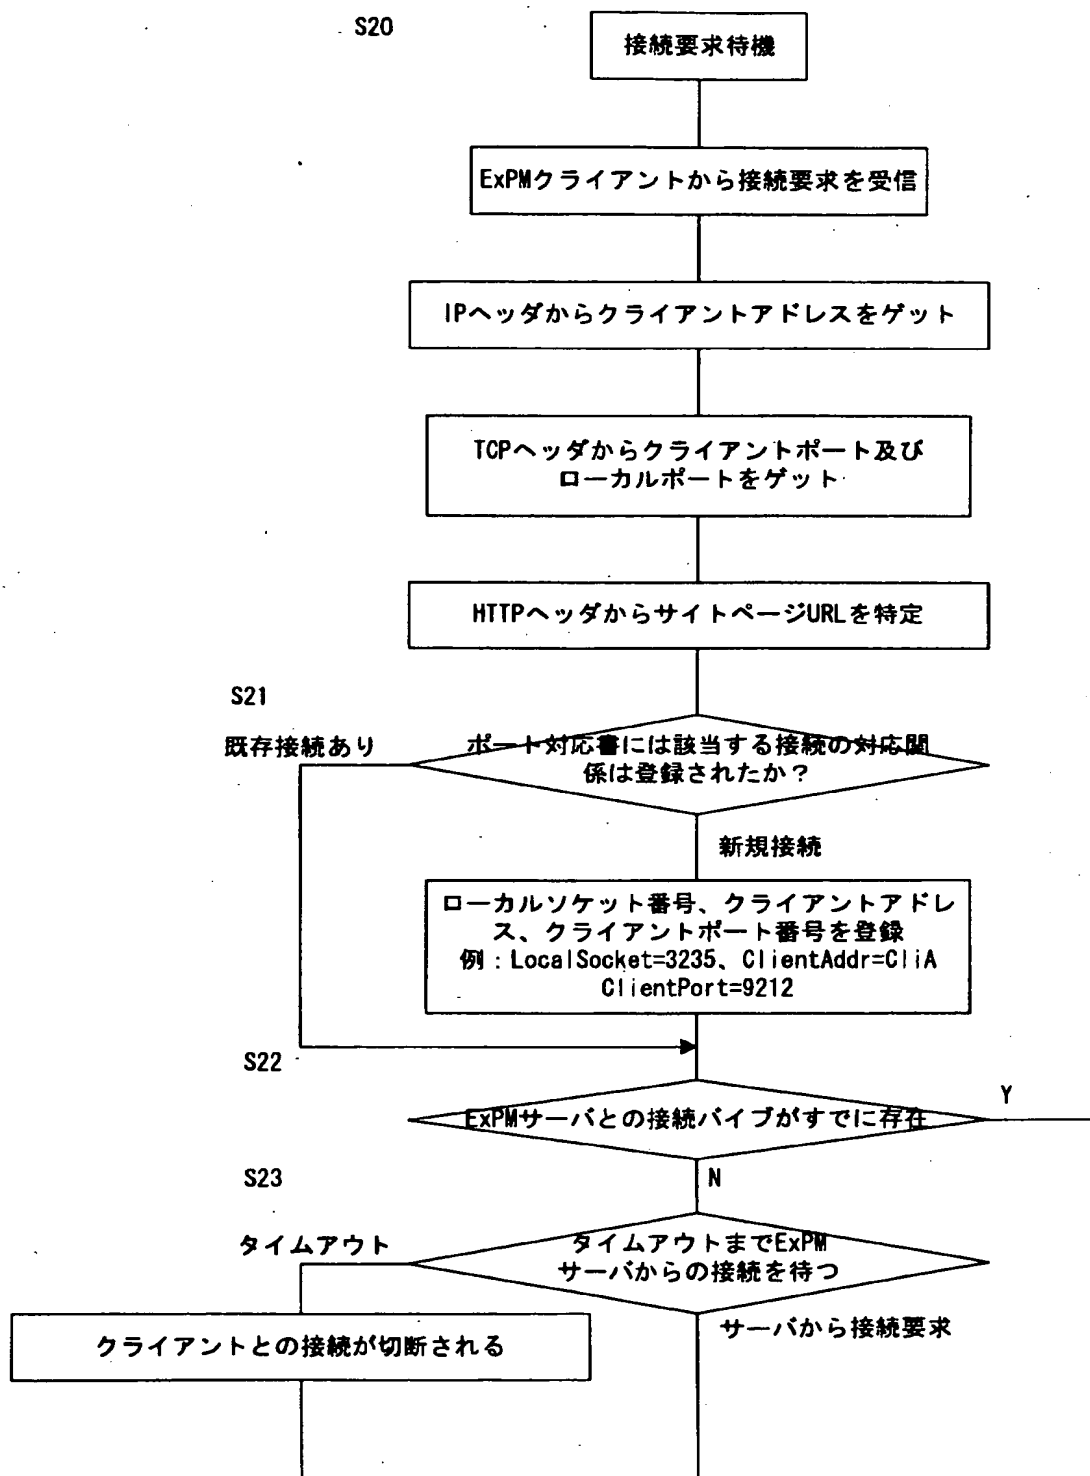 S20
接続要求待機
ExPMクライアントから接続要求を受信
IPヘッダからクライアントアドレスをゲット
TCPヘッダからクライアントポート及び
ローカルポートをゲット
HTTPヘッダからサイトページURLを特定
S21
既存接続あり
ポート対応書には該当する接続の対応関
係は登録されたか？
新規接続
ローカルソケット番号、クライアントアドレ
ス、クライアントポート番号を登録
例：LocalSocket=3235、ClientAddr=CliA
ClientPort=9212
S22
ExPMサーバとの接続パイプがすでに存在
Y
N
S23
タイムアウト
タイムアウトまでExPM
サーバからの接続を待つ
サーバから接続要求
クライアントとの接続が切断される